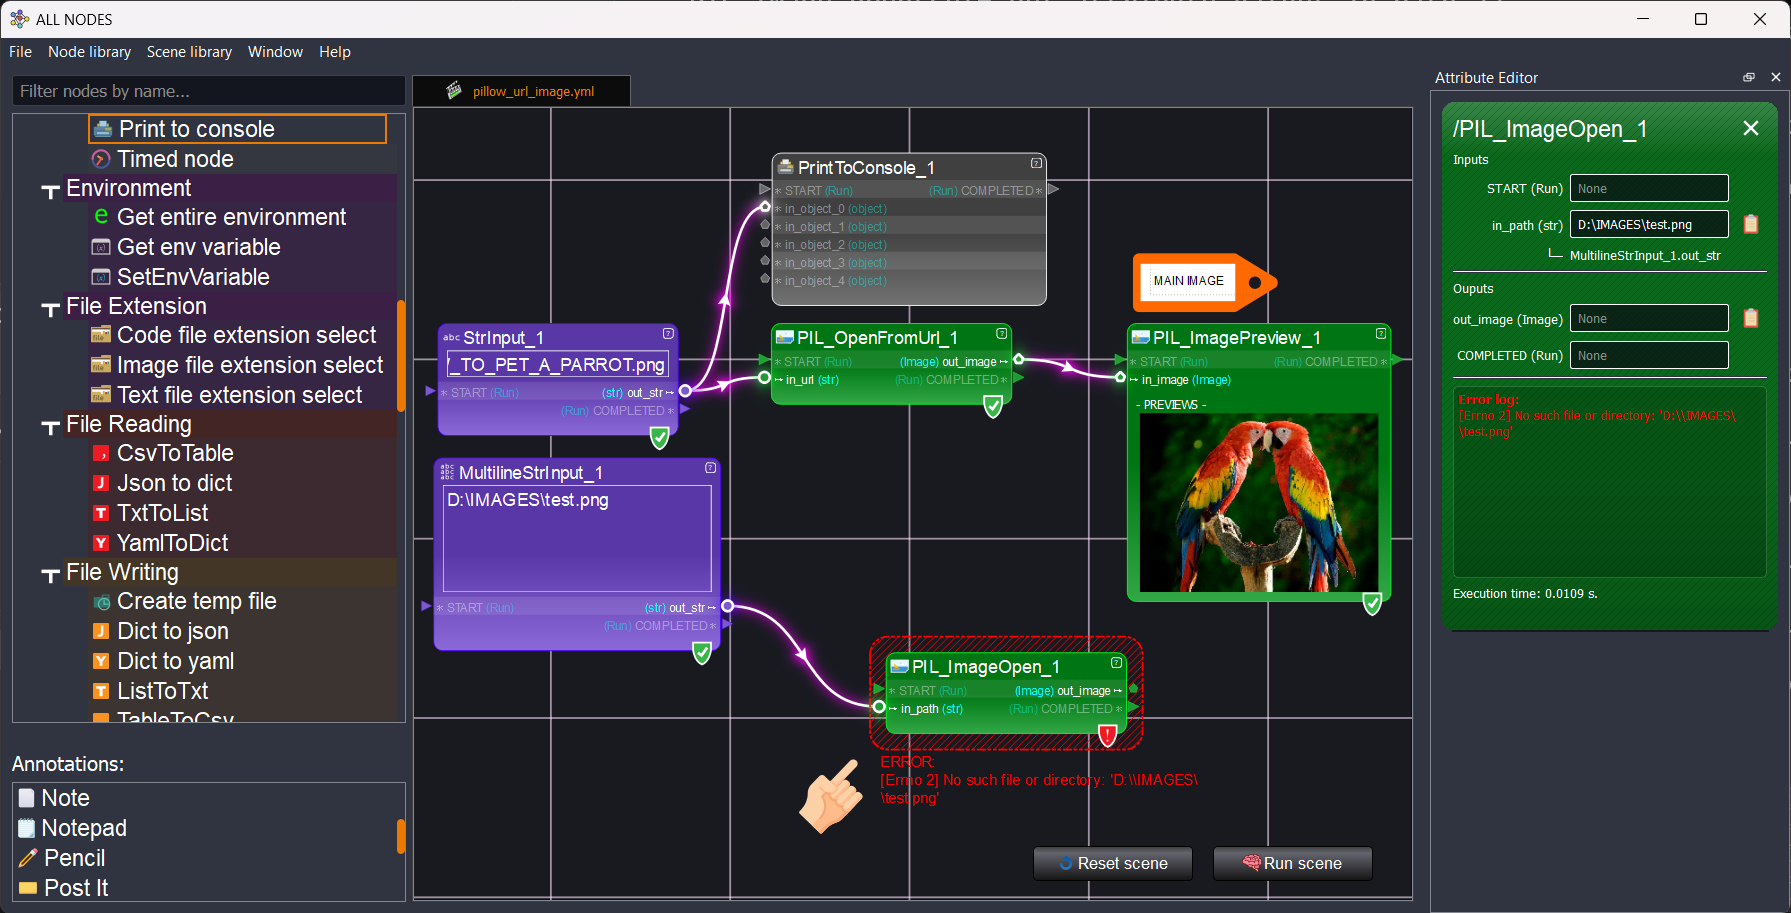 ALL NODES
File Node library Scene library Window Help
Filter nodes by name...
Print to console
Timed node
Environment
Get entire environment
Get env variable
SetEnvVariable
File Extension
Code file extension select
Image file extension select
Text file extension select
File Reading
CsvToTable
Json to dict
TxtToList
YamlToDict
File Writing
Create temp file
Dict to json
Dict to yaml
ListToTxt
TableToCsv
Annotations:
Note
Notepad
Pencil
Post It
pillow_url_image.yml
PrintToConsole_1
* START (Run) (Run) COMPLETED *
* in_object_0 (object)
* in_object_1 (object)
* in_object_2 (object)
* in_object_3 (object)
* in_object_4 (object)
MAIN IMAGE
abc StrInput_1
_TO_PET_A_PARROT.png
* START (Run) (str) out_str
(Run) COMPLETED *
PIL_OpenFromUrl_1
* START (Run) (Image) out_image
in_url (str) (Run) COMPLETED *
PIL_ImagePreview_1
* START (Run) (Run) COMPLETED *
in_image (Image)
- PREVIEWS -
MultilineStrInput_1
D:\IMAGES\test.png
* START (Run) (str) out_str
(Run) COMPLETED *
PIL_ImageOpen_1
* START (Run) (Image) out_image
in_path (str) (Run) COMPLETED *
ERROR:
[Errno 2] No such file or directory: 'D:\\IMAGES\
\test.png'
Reset scene
Run scene
Attribute Editor
/PIL_ImageOpen_1
Inputs
START (Run) None
in_path (str) D:\IMAGES\test.png
MultilineStrInput_1.out_str
Ouputs
out_image (Image) None
COMPLETED (Run) None
Error log:
[Errno 2] No such file or directory: 'D:\\IMAGES\
\test.png'
Execution time: 0.0109 s.